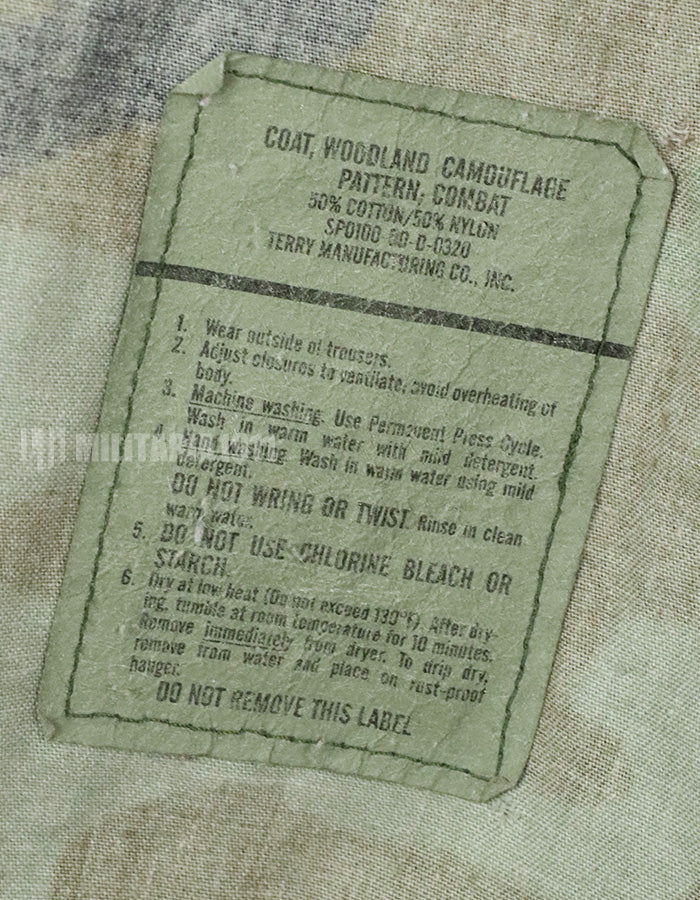 COAT, WOODLAND CAMOUFLAGE
PATTERN; COMBAT
50% COTTON/50% NYLON
SPO100-00-D-0320
TERRY MANUFACTURING CO., INC.
1. Wear outside of trousers.
2. Adjust closures to ventilate, avoid overheating of
body.
3. Machine washing. Use Permanent Press Cycle.
Wash in warm water with mild detergent.
4. Hand washing. Wash in warm water using mild
detergent.
DO NOT WRING OR TWIST. Rinse in clean
warm water.
5. DO NOT USE CHLORINE BLEACH OR
STARCH.
6. Dry at low heat (Do not exceed 130°F). After dry-
ing, tumble at room temperature for 10 minutes.
Remove immediately from dryer. To drip dry,
remove from water and place on rust-proof
hanger.
DO NOT REMOVE THIS LABEL